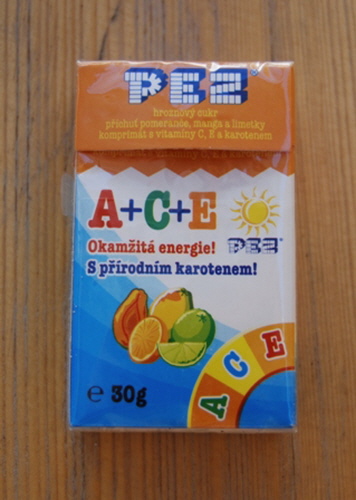 PEZ
hroznový cukr
příchuť pomeranče, manga a limetky
komprimát s vitamíny C, E a karotenem
A+C+E
Okamžitá energie!
PEZ
S přírodním karotenem!
A C E
℮ 30g